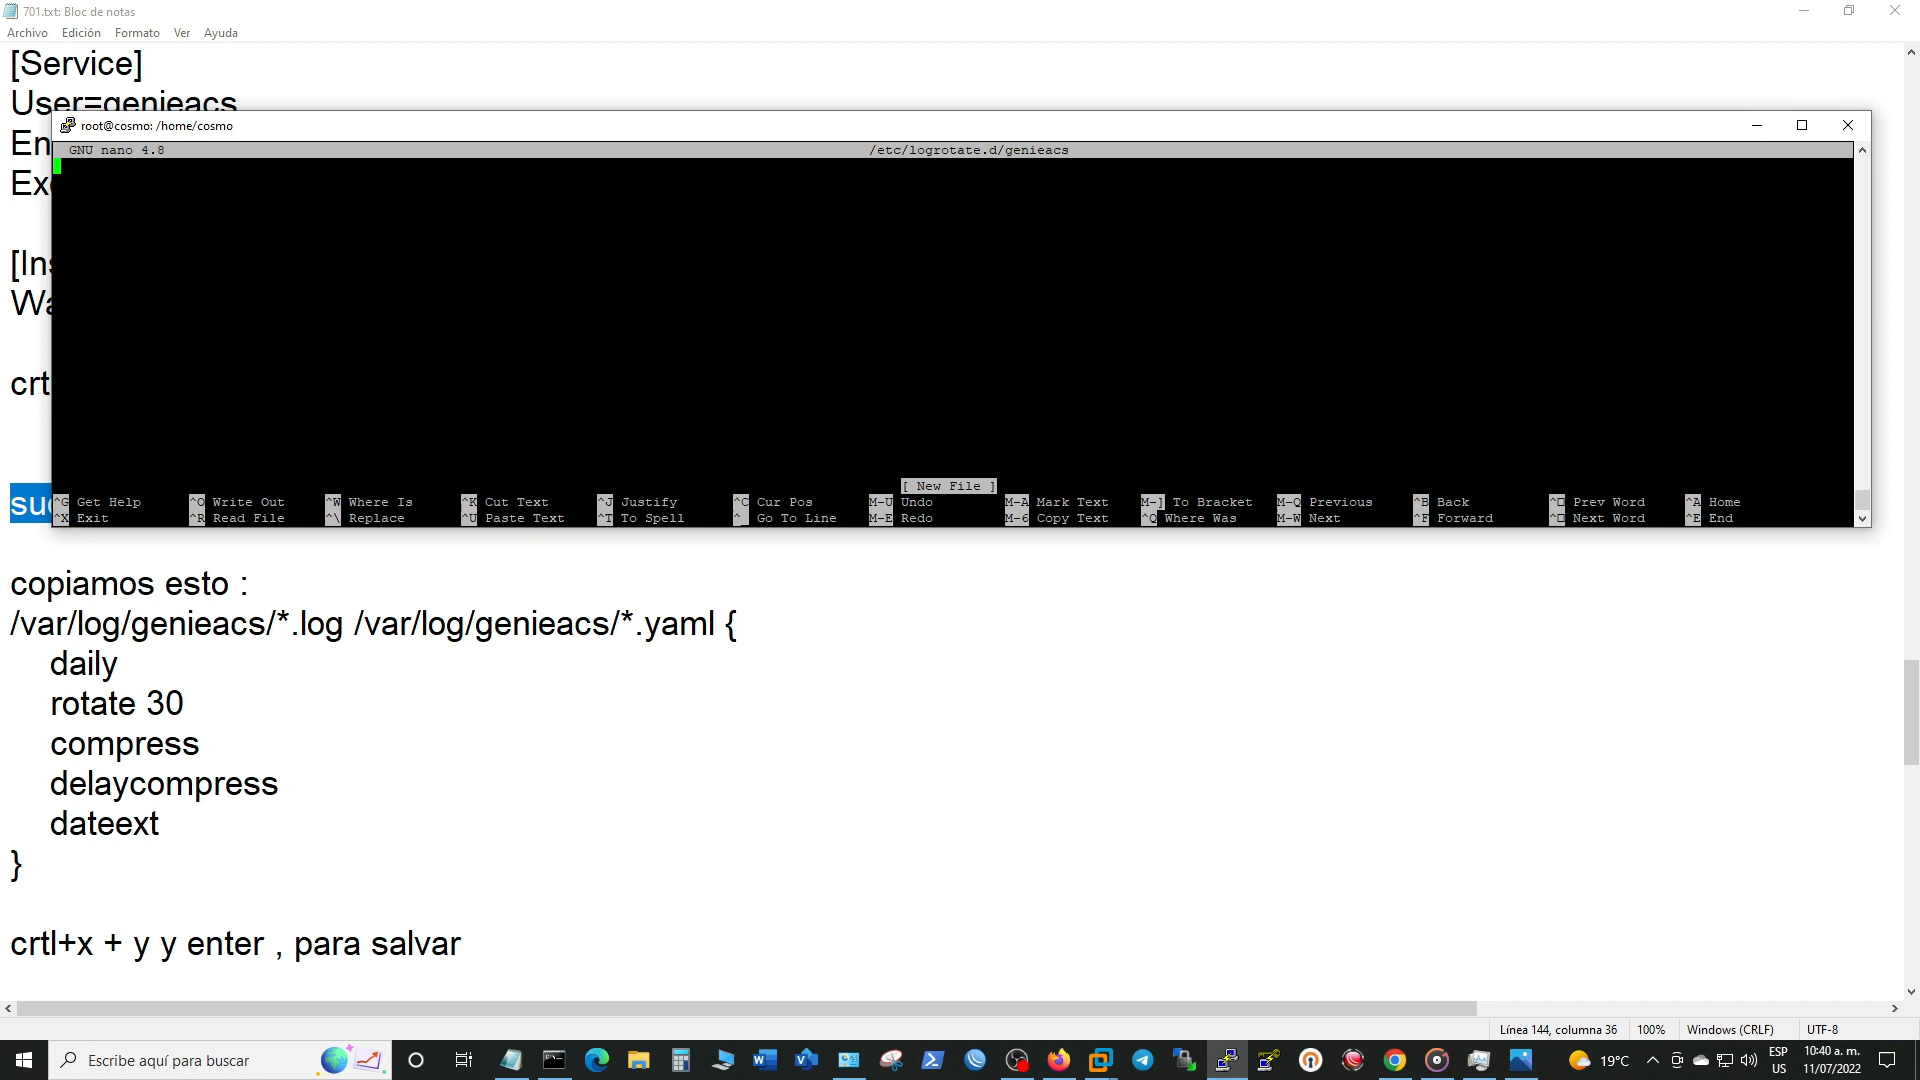 701.txt: Bloc de notas
Archivo Edición Formato Ver Ayuda
[Service]
User=genieacs
root@cosmo: /home/cosmo
GNU nano 4.8 /etc/logrotate.d/genieacs
[ New File ]
^G Get Help ^O Write Out ^W Where Is ^K Cut Text ^J Justify ^C Cur Pos M-U Undo M-A Mark Text M-] To Bracket M-Q Previous ^B Back Prev Word ^A Home
^X Exit ^R Read File ^\ Replace ^U Paste Text ^T To Spell ^_ Go To Line M-E Redo M-6 Copy Text ^Q Where Was M-W Next ^F Forward Next Word ^E End
copiamos esto :
/var/log/genieacs/*.log /var/log/genieacs/*.yaml {
daily
rotate 30
compress
delaycompress
dateext
}
crtl+x + y y enter , para salvar
Línea 144, columna 36 100% Windows (CRLF) UTF-8
Escribe aquí para buscar
19°C
ESP
US
10:40 a. m.
11/07/2022